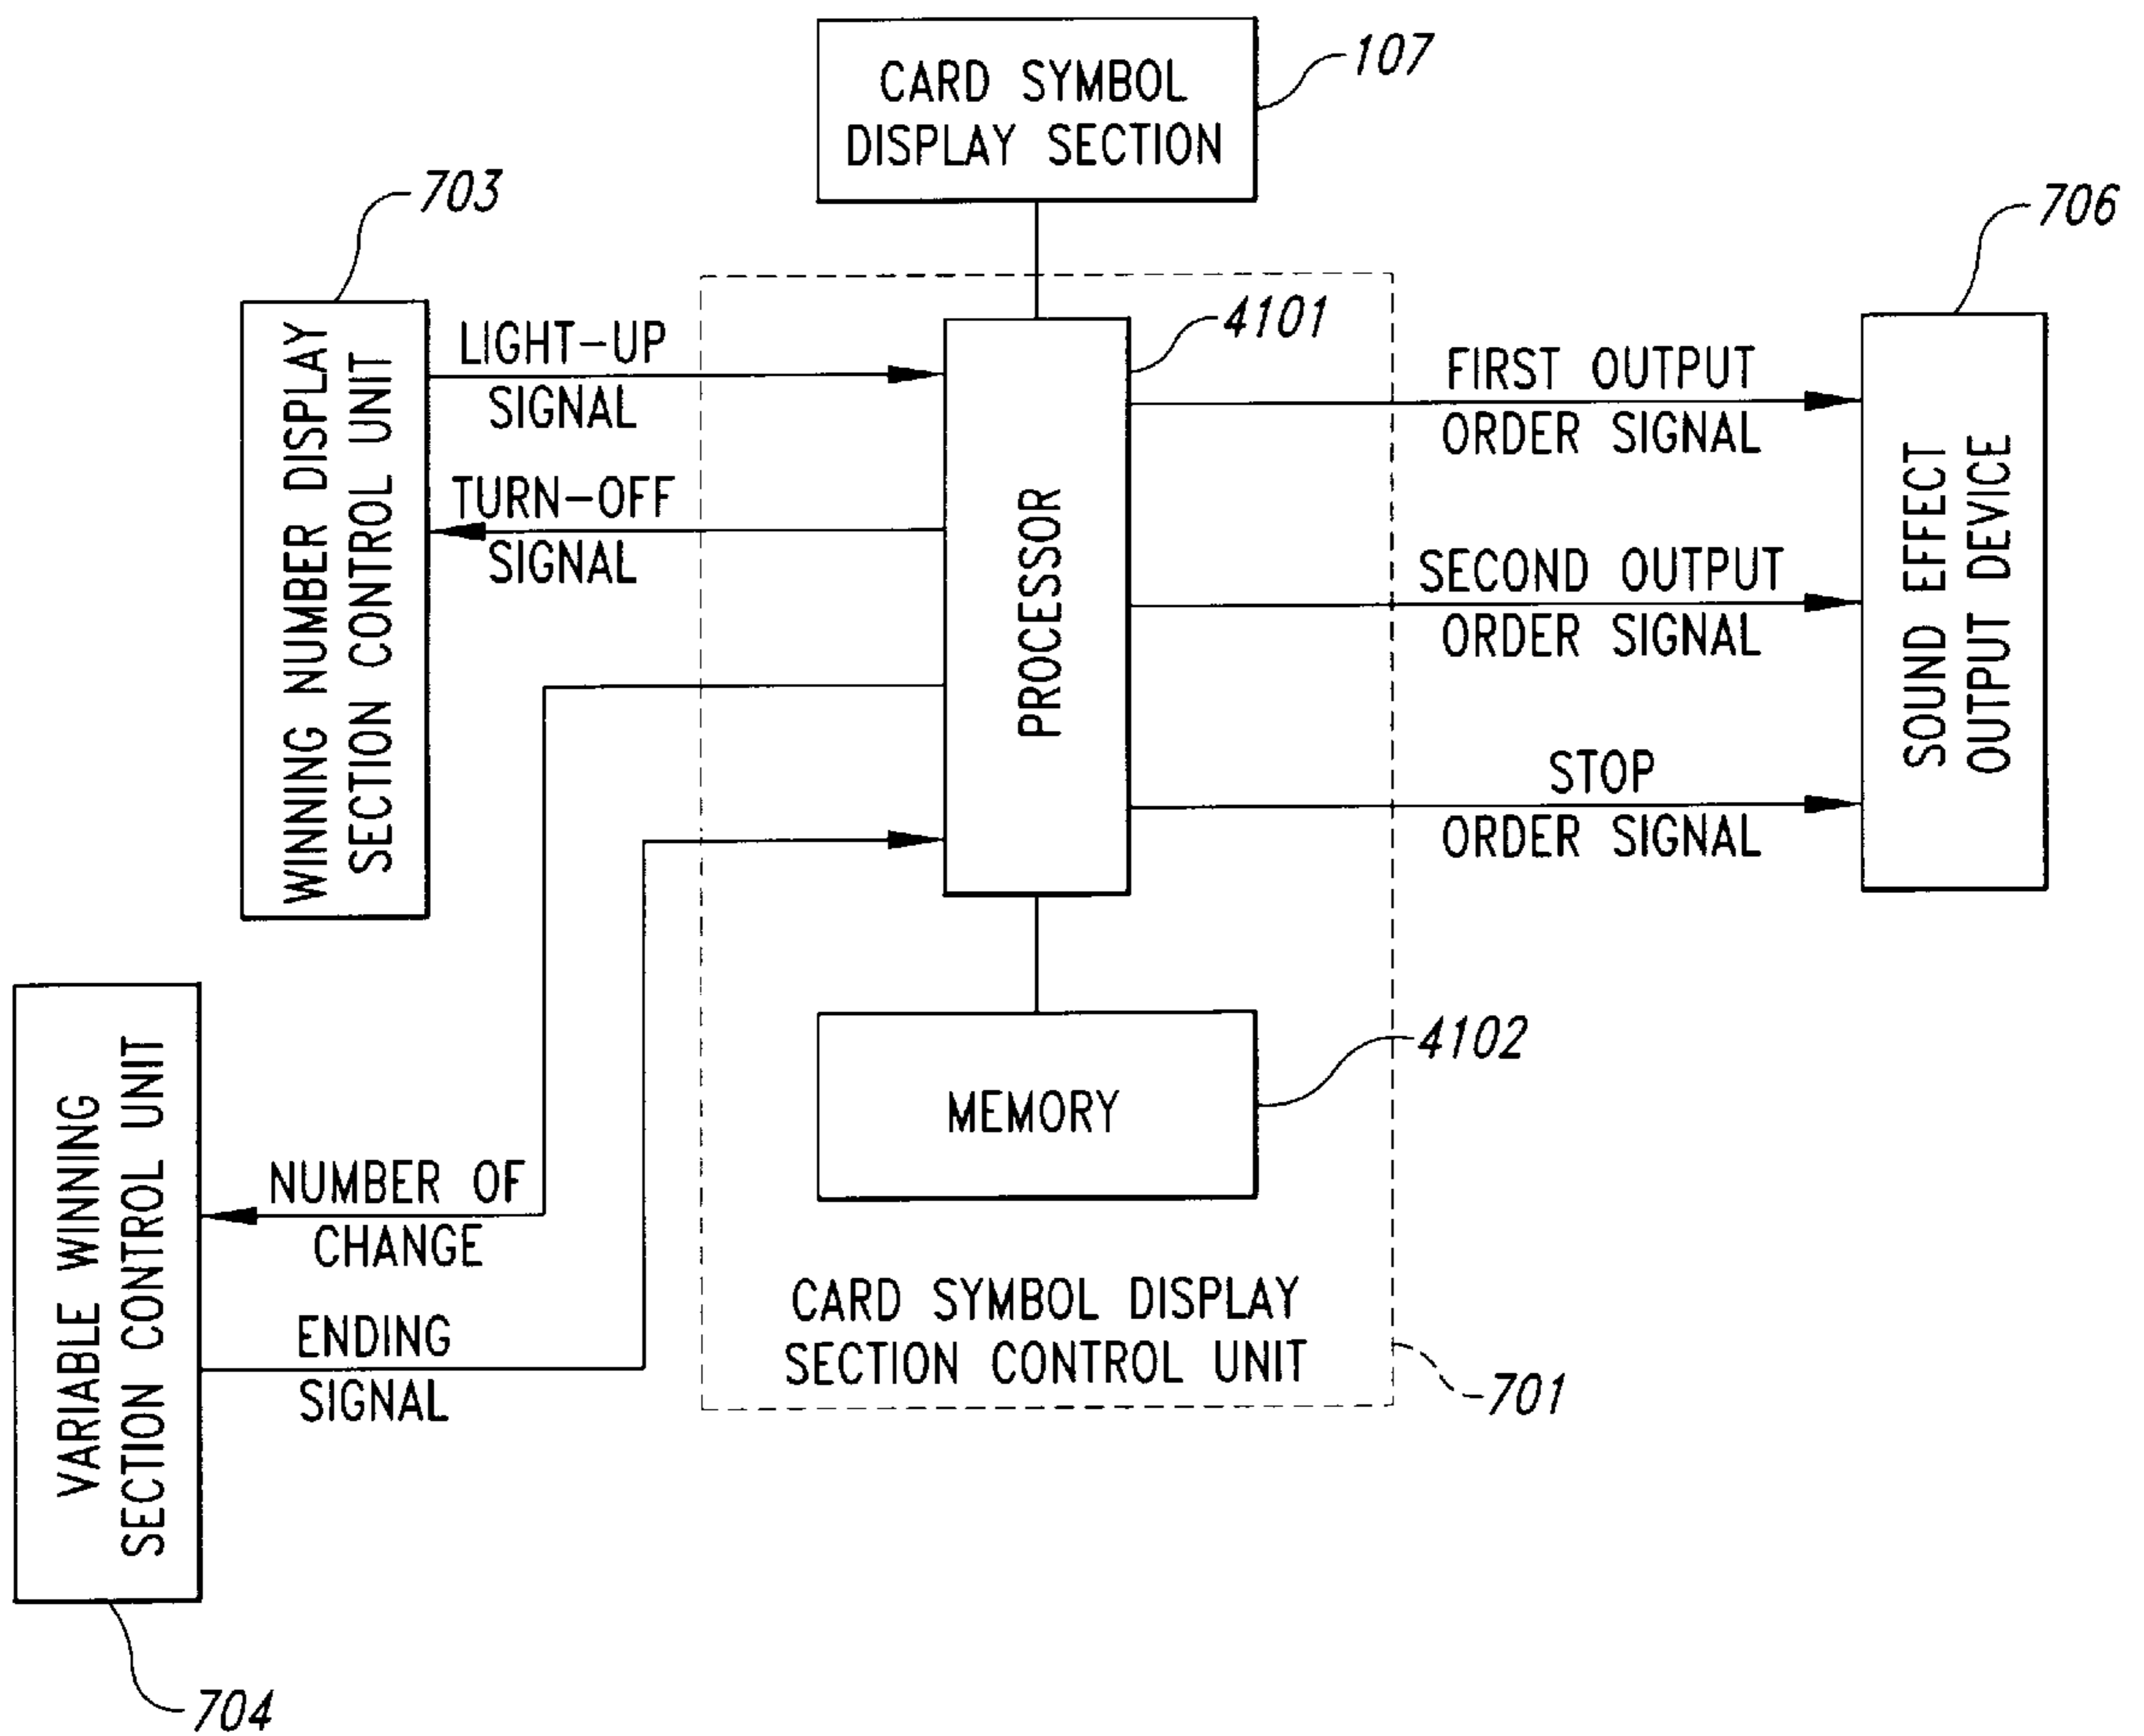 CARD SYMBOL
DISPLAY SECTION
107
703
706
WINNING NUMBER DISPLAY
SECTION CONTROL UNIT
LIGHT-UP
SIGNAL
TURN-OFF
SIGNAL
4101
PROCESSOR
FIRST OUTPUT
ORDER SIGNAL
SECOND OUTPUT
ORDER SIGNAL
STOP
ORDER SIGNAL
SOUND EFFECT
OUTPUT DEVICE
4102
MEMORY
VARIABLE WINNING
SECTION CONTROL UNIT
NUMBER OF
CHANGE
ENDING
SIGNAL
CARD SYMBOL DISPLAY
SECTION CONTROL UNIT
701
704